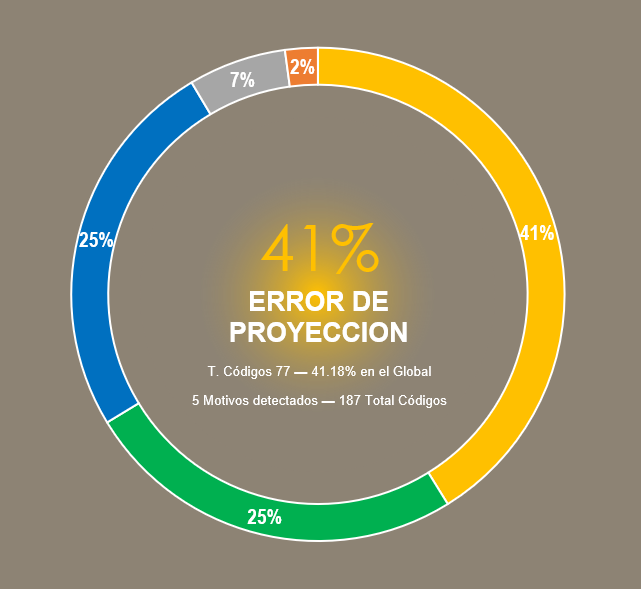 2%
7%
41%
25%
41%
ERROR DE
PROYECCION
T. Códigos 77 — 41.18% en el Global
5 Motivos detectados — 187 Total Códigos
25%